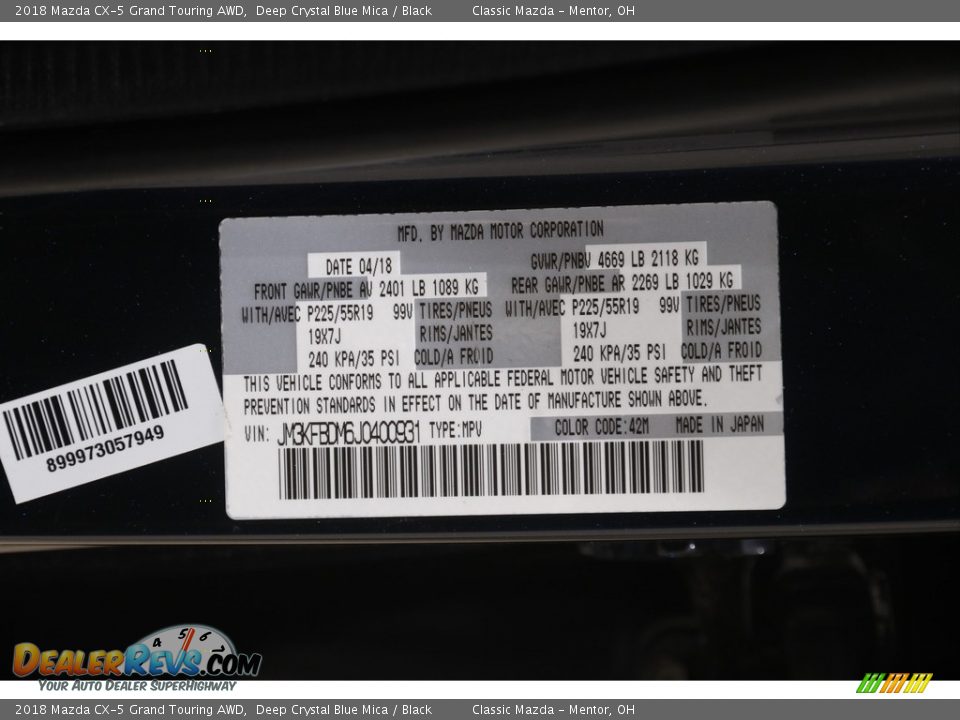 2018 Mazda CX-5 Grand Touring AWD, Deep Crystal Blue Mica / Black Classic Mazda - Mentor, OH
MFD. BY MAZDA MOTOR CORPORATION
DATE 04/18 GVWR/PNBV 4669 LB 2118 KG
FRONT GAWR/PNBE AV 2401 LB 1089 KG REAR GAWR/PNBE AR 2269 LB 1029 KG
WITH/AVEC P225/55R19 99V TIRES/PNEUS WITH/AVEC P225/55R19 99V TIRES/PNEUS
19X7J RIMS/JANTES 19X7J RIMS/JANTES
240 KPA/35 PSI COLD/A FROID 240 KPA/35 PSI COLD/A FROID
THIS VEHICLE CONFORMS TO ALL APPLICABLE FEDERAL MOTOR VEHICLE SAFETY AND THEFT
PREVENTION STANDARDS IN EFFECT ON THE DATE OF MANUFACTURE SHOWN ABOVE.
VIN: JM3KFBDM6J0400931 TYPE:MPV COLOR CODE:42M MADE IN JAPAN
899973057949
4 5 6
DEALERREVS.COM
YOUR AUTO DEALER SUPERHIGHWAY
2018 Mazda CX-5 Grand Touring AWD, Deep Crystal Blue Mica / Black Classic Mazda - Mentor, OH